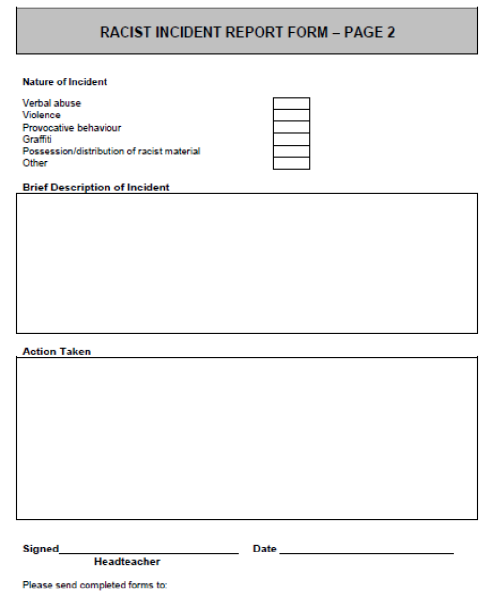 RACIST INCIDENT REPORT FORM – PAGE 2
Nature of Incident
Verbal abuse
Violence
Provocative behaviour
Graffiti
Possession/distribution of racist material
Other
Brief Description of Incident
Action Taken
Signed Date
Headteacher
Please send completed forms to: